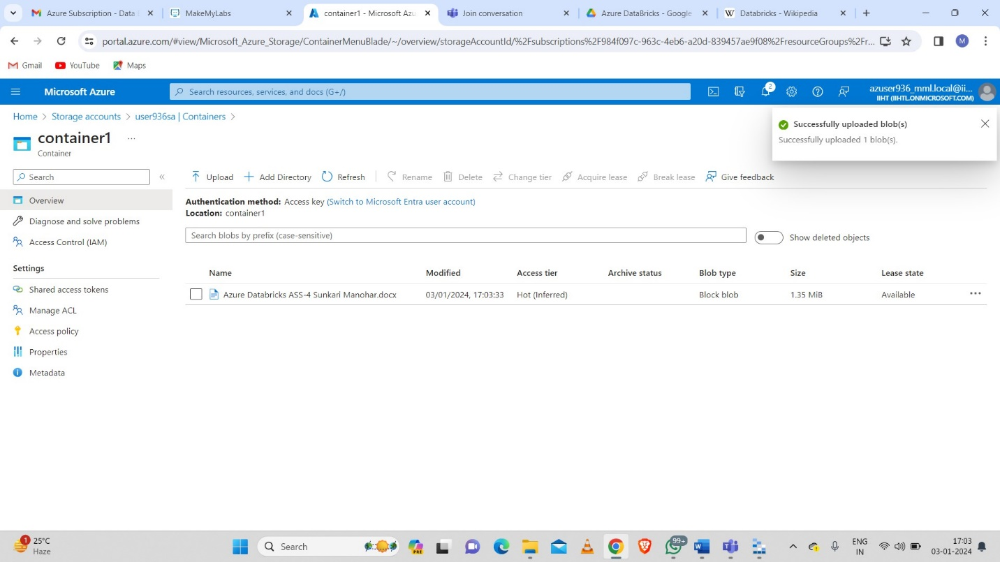 Azure Subscription - Data
MakeMyLabs
container1 - Microsoft Azu
Join conversation
Azure DataBricks - Google
Databricks - Wikipedia
portal.azure.com/#view/Microsoft_Azure_Storage/ContainerMenuBlade/~/overview/storageAccountId/%2Fsubscriptions%2F984f097c-963c-4eb6-a20d-839457ae9f08%2FresourceGroups%2Fr...
M
Gmail
YouTube
Maps
Microsoft Azure
Search resources, services, and docs (G+/)
2
azuser936_mml.local@ii...
IIHT (IIHTL.ONMICROSOFT.COM)
Home > Storage accounts > user936sa | Containers >
Successfully uploaded blob(s)
Successfully uploaded 1 blob(s).
container1 ...
Container
Search
Upload
Add Directory
Refresh
Rename
Delete
Change tier
Acquire lease
Break lease
Give feedback
Overview
Diagnose and solve problems
Access Control (IAM)
Settings
Shared access tokens
Manage ACL
Access policy
Properties
Metadata
Authentication method: Access key (Switch to Microsoft Entra user account)
Location: container1
Search blobs by prefix (case-sensitive)
Show deleted objects
Name Modified Access tier Archive status Blob type Size Lease state
Azure Databricks ASS-4 Sunkari Manohar.docx 03/01/2024, 17:03:33 Hot (Inferred) Block blob 1.35 MiB Available ...
1
25°C
Haze
Search
PRE
99+
ENG
IN
17:03
03-01-2024